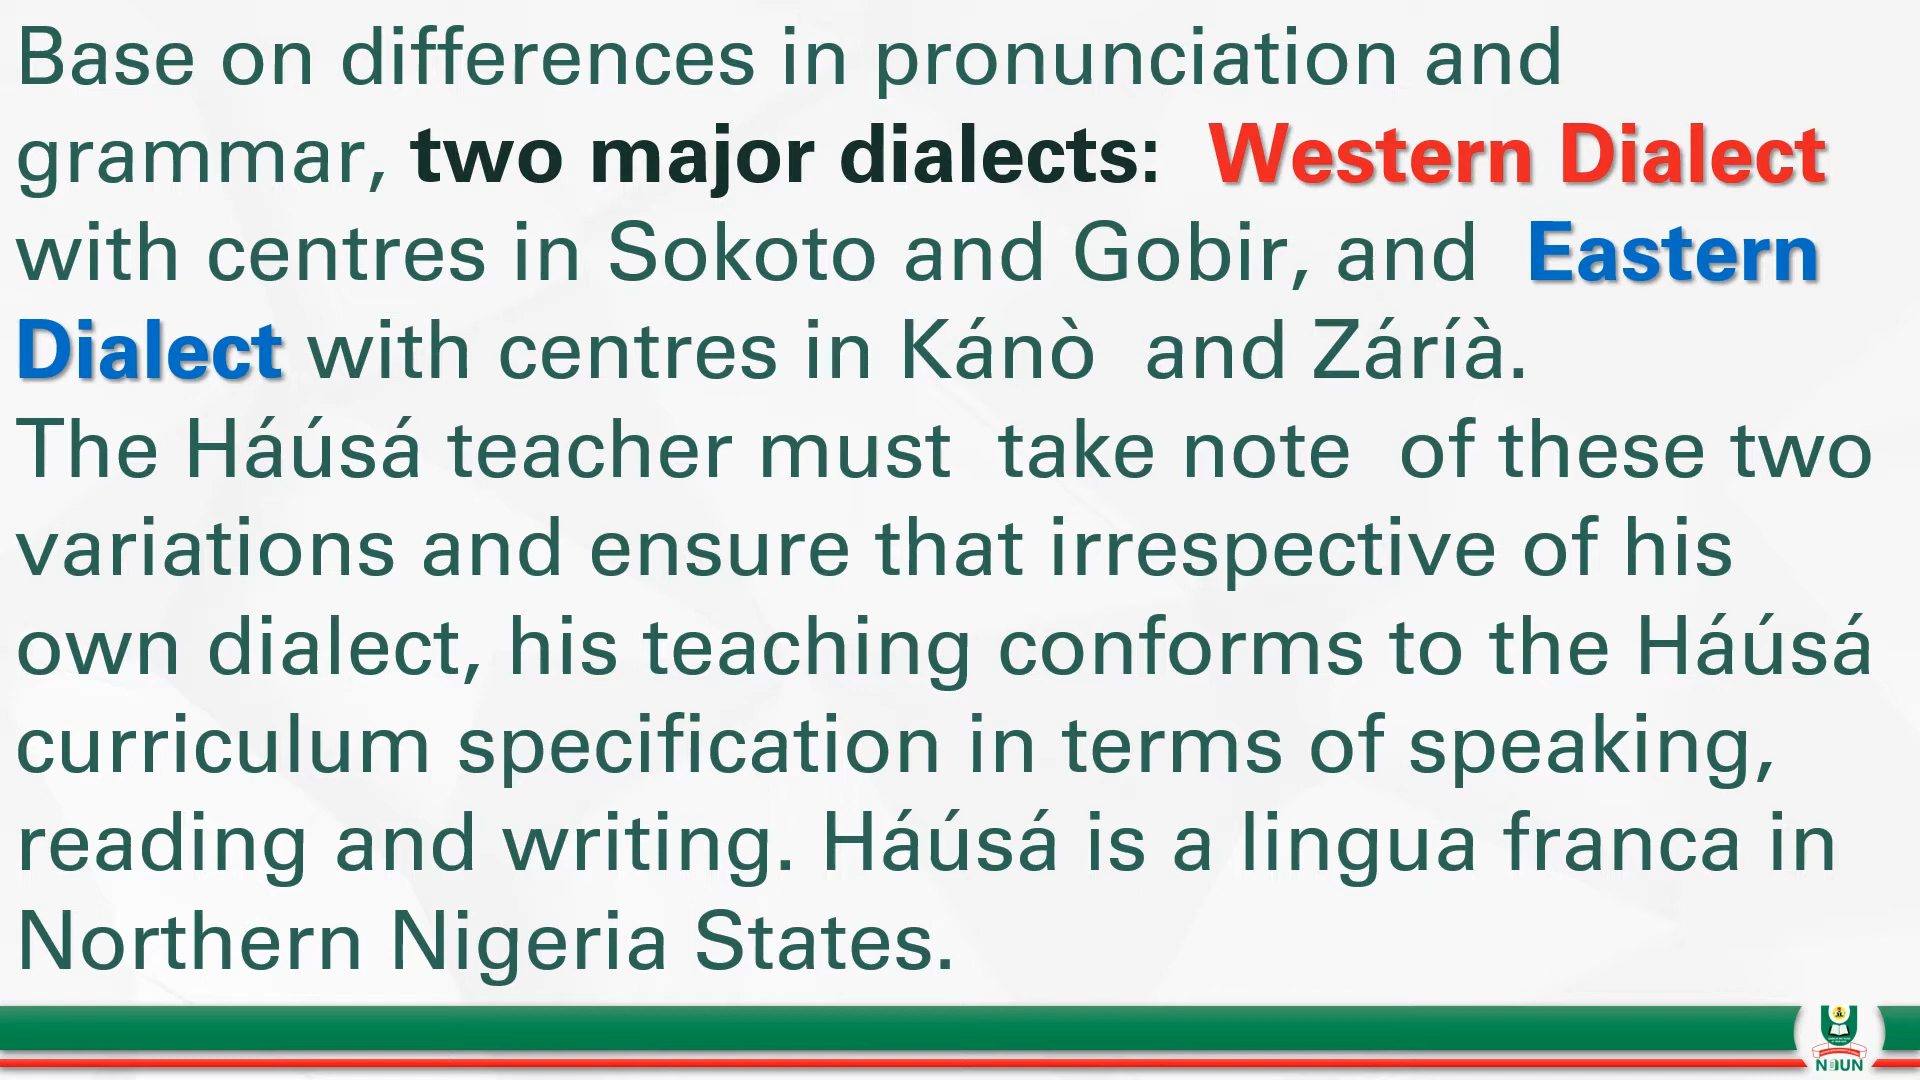 Base on differences in pronunciation and
grammar, two major dialects: Western Dialect
with centres in Sokoto and Gobir, and Eastern
Dialect with centres in Kánò and Záríà.
The Háúsá teacher must take note of these two
variations and ensure that irrespective of his
own dialect, his teaching conforms to the Háúsá
curriculum specification in terms of speaking,
reading and writing. Háúsá is a lingua franca in
Northern Nigeria States.
NOUN